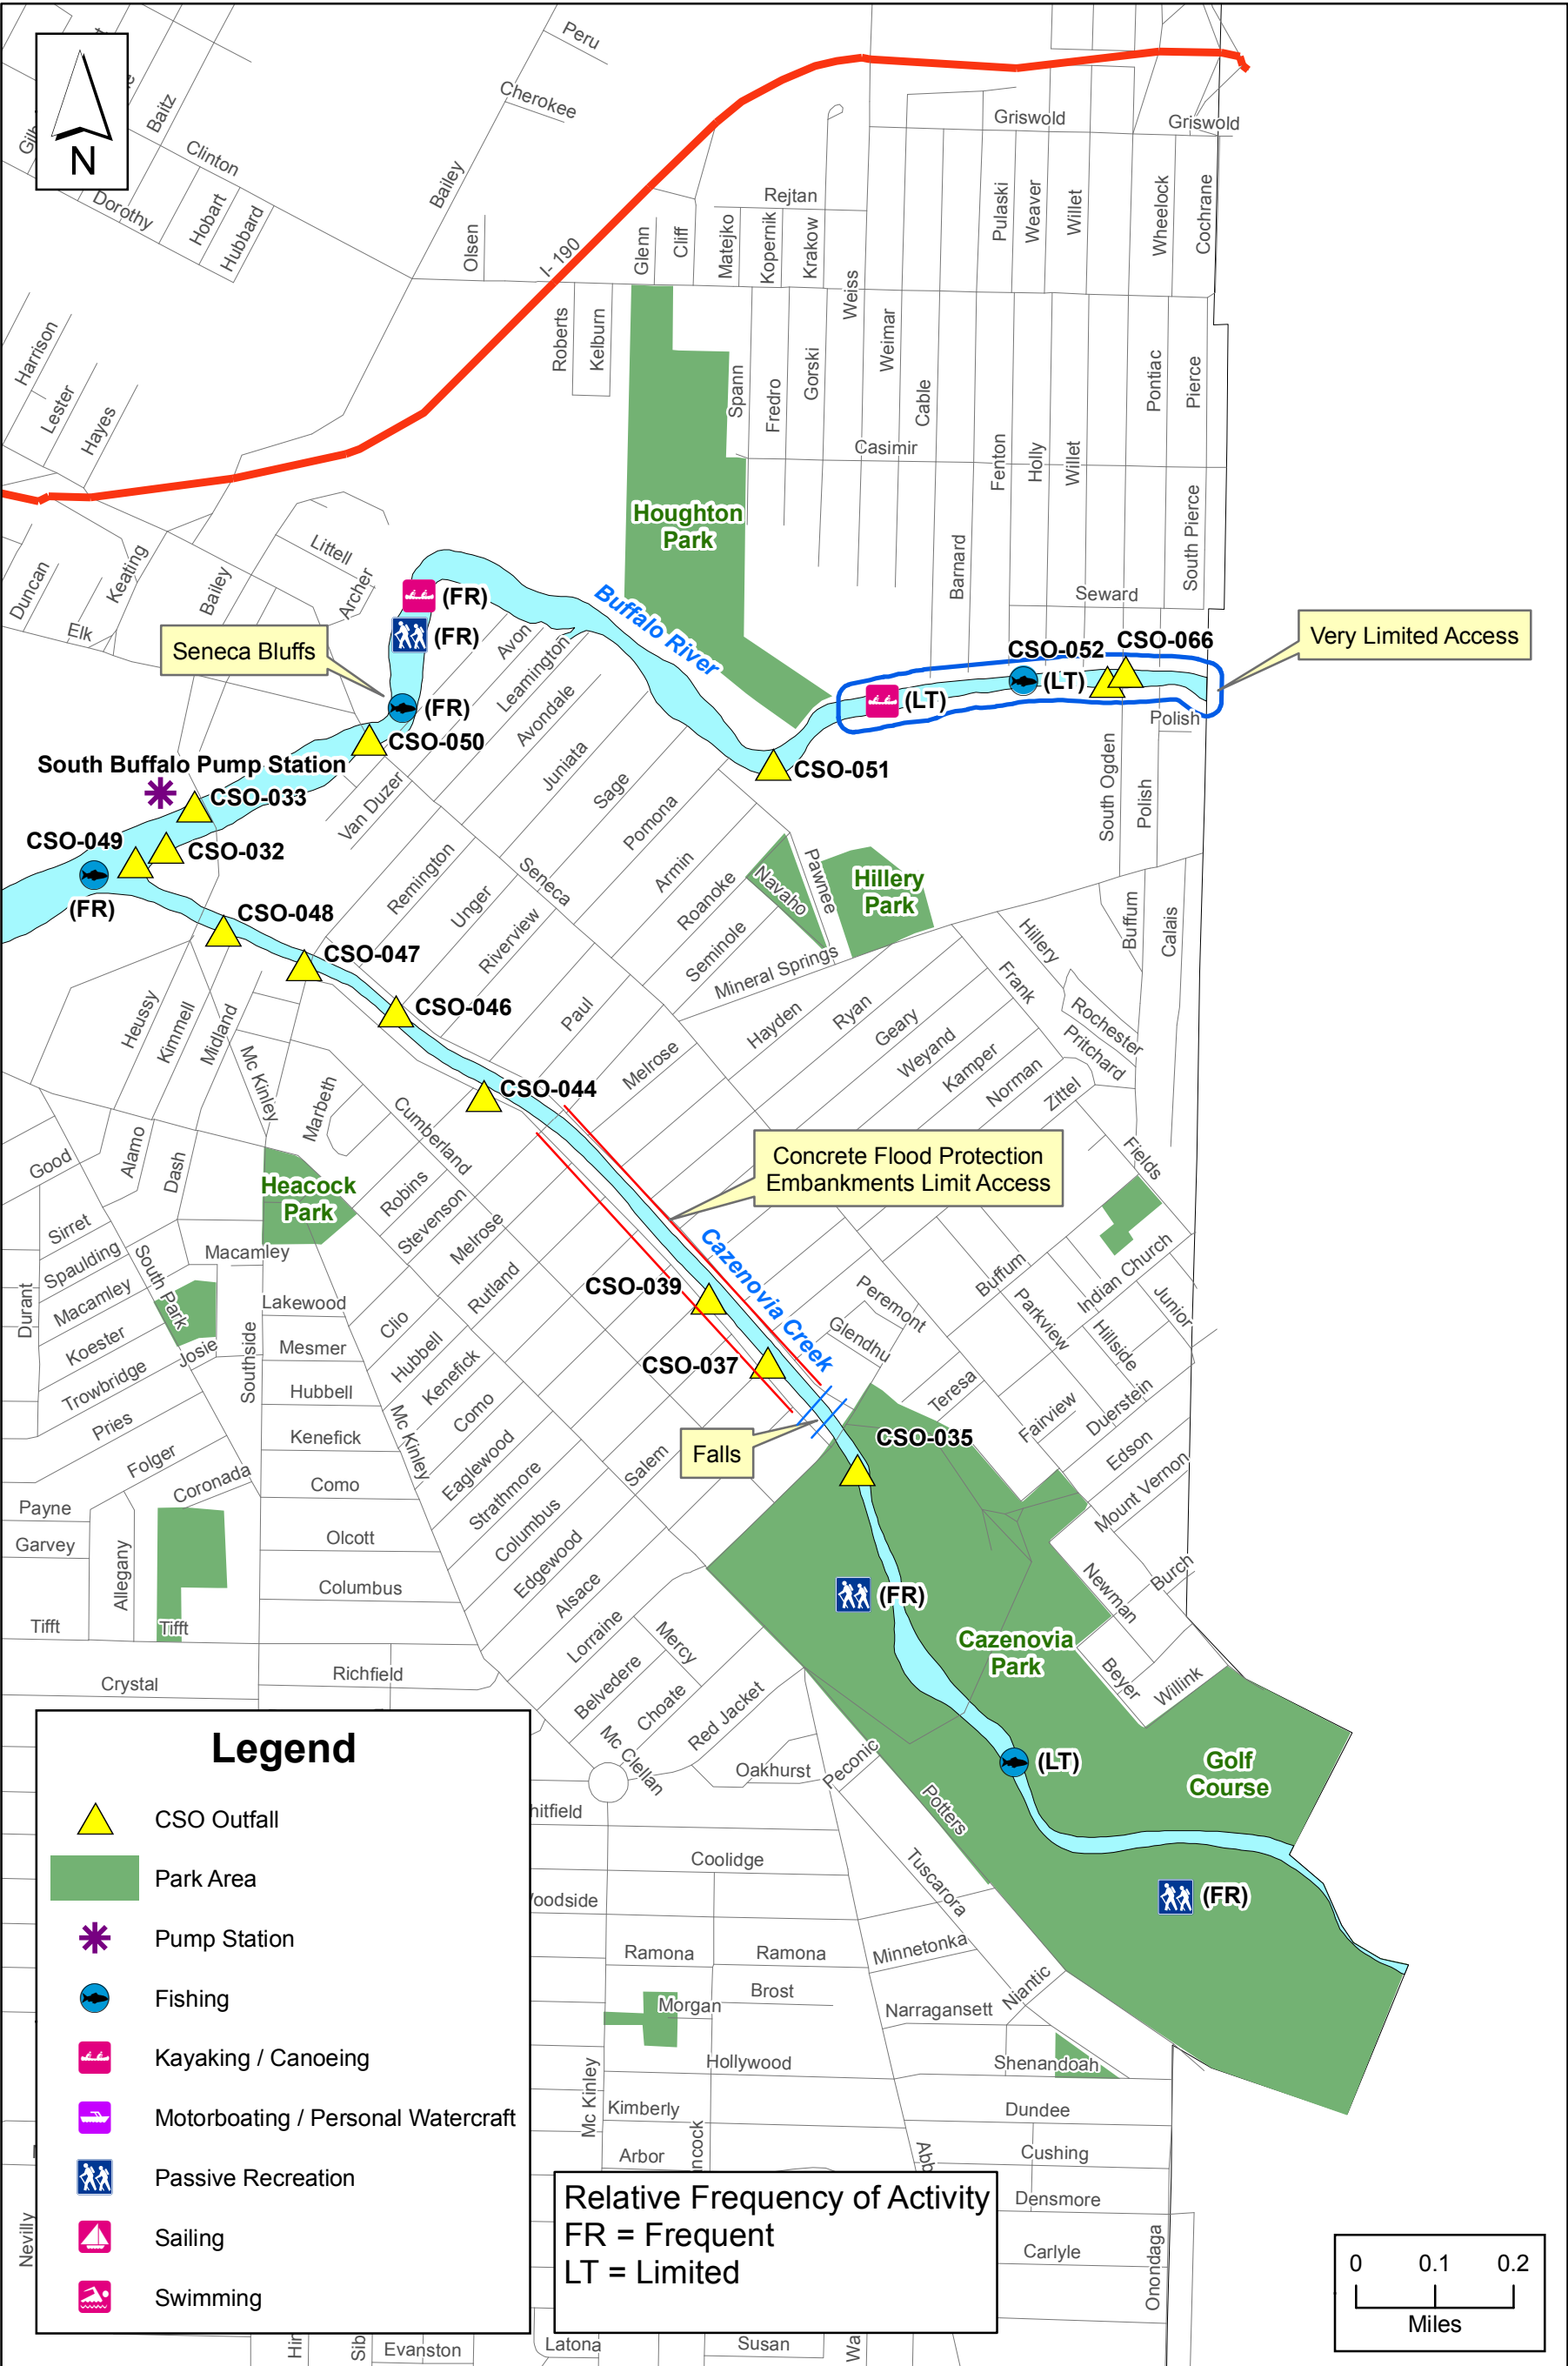 N
Peru
Cherokee
Baitz
Clinton
Dorothy
Hobart
Hubbard
Bailey
Olsen
I- 190
Glenn
Cliff
Matejko
Kopernik
Krakow
Rejtan
Weiss
Griswold
Griswold
Pulaski
Weaver
Willet
Wheelock
Cochrane
Harrison
Lester
Hayes
Roberts
Kelburn
Spann
Fredro
Gorski
Weimar
Cable
Casimir
Fenton
Holly
Willet
Pontiac
Pierce
South Pierce
Houghton
Park
Barnard
Seward
Duncan
Keating
Elk
Bailey
Littell
Archer
(FR)
(FR)
Seneca Bluffs
(FR)
Buffalo River
Avon
Leamington
Avondale
Juniata
Sage
Pomona
CSO-052
CSO-066
(LT)
(LT)
Very Limited Access
Polish
CSO-050
CSO-051
South Buffalo Pump Station
CSO-033
Van Duzer
CSO-049
CSO-032
(FR)
South Ogden
Polish
Remington
Unger
Seneca
Riverview
Armin
Roanoke
Seminole
Navaho
Pawnee
Hillery
Park
Mineral Springs
Buffum
Calais
CSO-048
CSO-047
CSO-046
CSO-044
Heussy
Kimmell
Midland
Mc Kinley
Marbeth
Paul
Melrose
Hayden
Ryan
Geary
Weyand
Kamper
Norman
Zittel
Frank
Hillery
Rochester
Pritchard
Fields
Good
Alamo
Dash
Heacock
Park
Cumberland
Robins
Stevenson
Melrose
Rutland
Concrete Flood Protection
Embankments Limit Access
Cazenovia Creek
Sirret
Spaulding
Macamley
Koester
Trowbridge
Pries
Folger
Durant
South Park
Josie
Macamley
Southside
Lakewood
Mesmer
Hubbell
Kenefick
Como
Olcott
Columbus
Clio
Hubbell
Kenefick
Como
Mc Kinley
Eaglewood
Strathmore
Columbus
Edgewood
Alsace
Salem
CSO-039
CSO-037
Falls
CSO-035
Peremont
Glendhu
Teresa
Buffum
Parkview
Indian Church
Hillside
Junior
Fairview
Duerstein
Edson
Mount Vernon
Newman
Burch
Beyer
Willink
Payne
Garvey
Allegany
Coronada
Tifft
Tifft
Crystal
Richfield
Lorraine
Mercy
Belvedere
Choate
Red Jacket
Mc Clellan
Oakhurst
Peconic
Potters
(FR)
Cazenovia
Park
(LT)
Golf
Course
(FR)
Coolidge
Tuscarora
Ramona
Ramona
Minnetonka
Brost
Morgan
Narragansett
Niantic
Hollywood
Shenandoah
Mc Kinley
Kimberly
Arbor
Dundee
Cushing
Densmore
Carlyle
Onondaga
Nevilly
Evanston
Latona
Susan
Legend
CSO Outfall
Park Area
Pump Station
Fishing
Kayaking / Canoeing
Motorboating / Personal Watercraft
Passive Recreation
Sailing
Swimming
Relative Frequency of Activity
FR = Frequent
LT = Limited
0 0.1 0.2
Miles